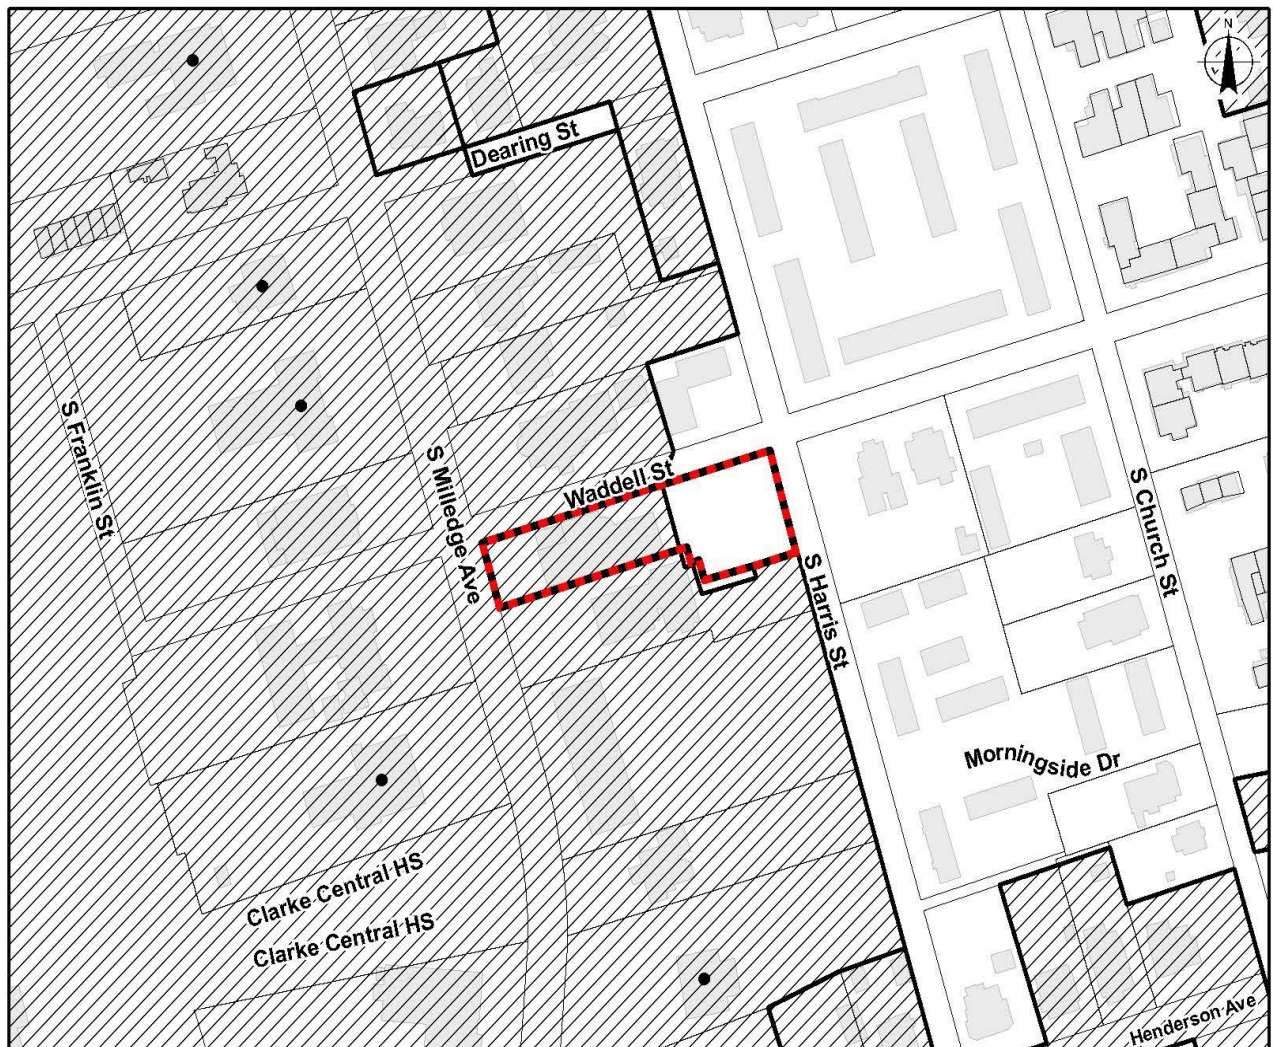 N
Dearing St
S Franklin St
S Milledge Ave
Waddell St
S Harris St
S Church St
Morningside Dr
Clarke Central HS
Clarke Central HS
Henderson Ave